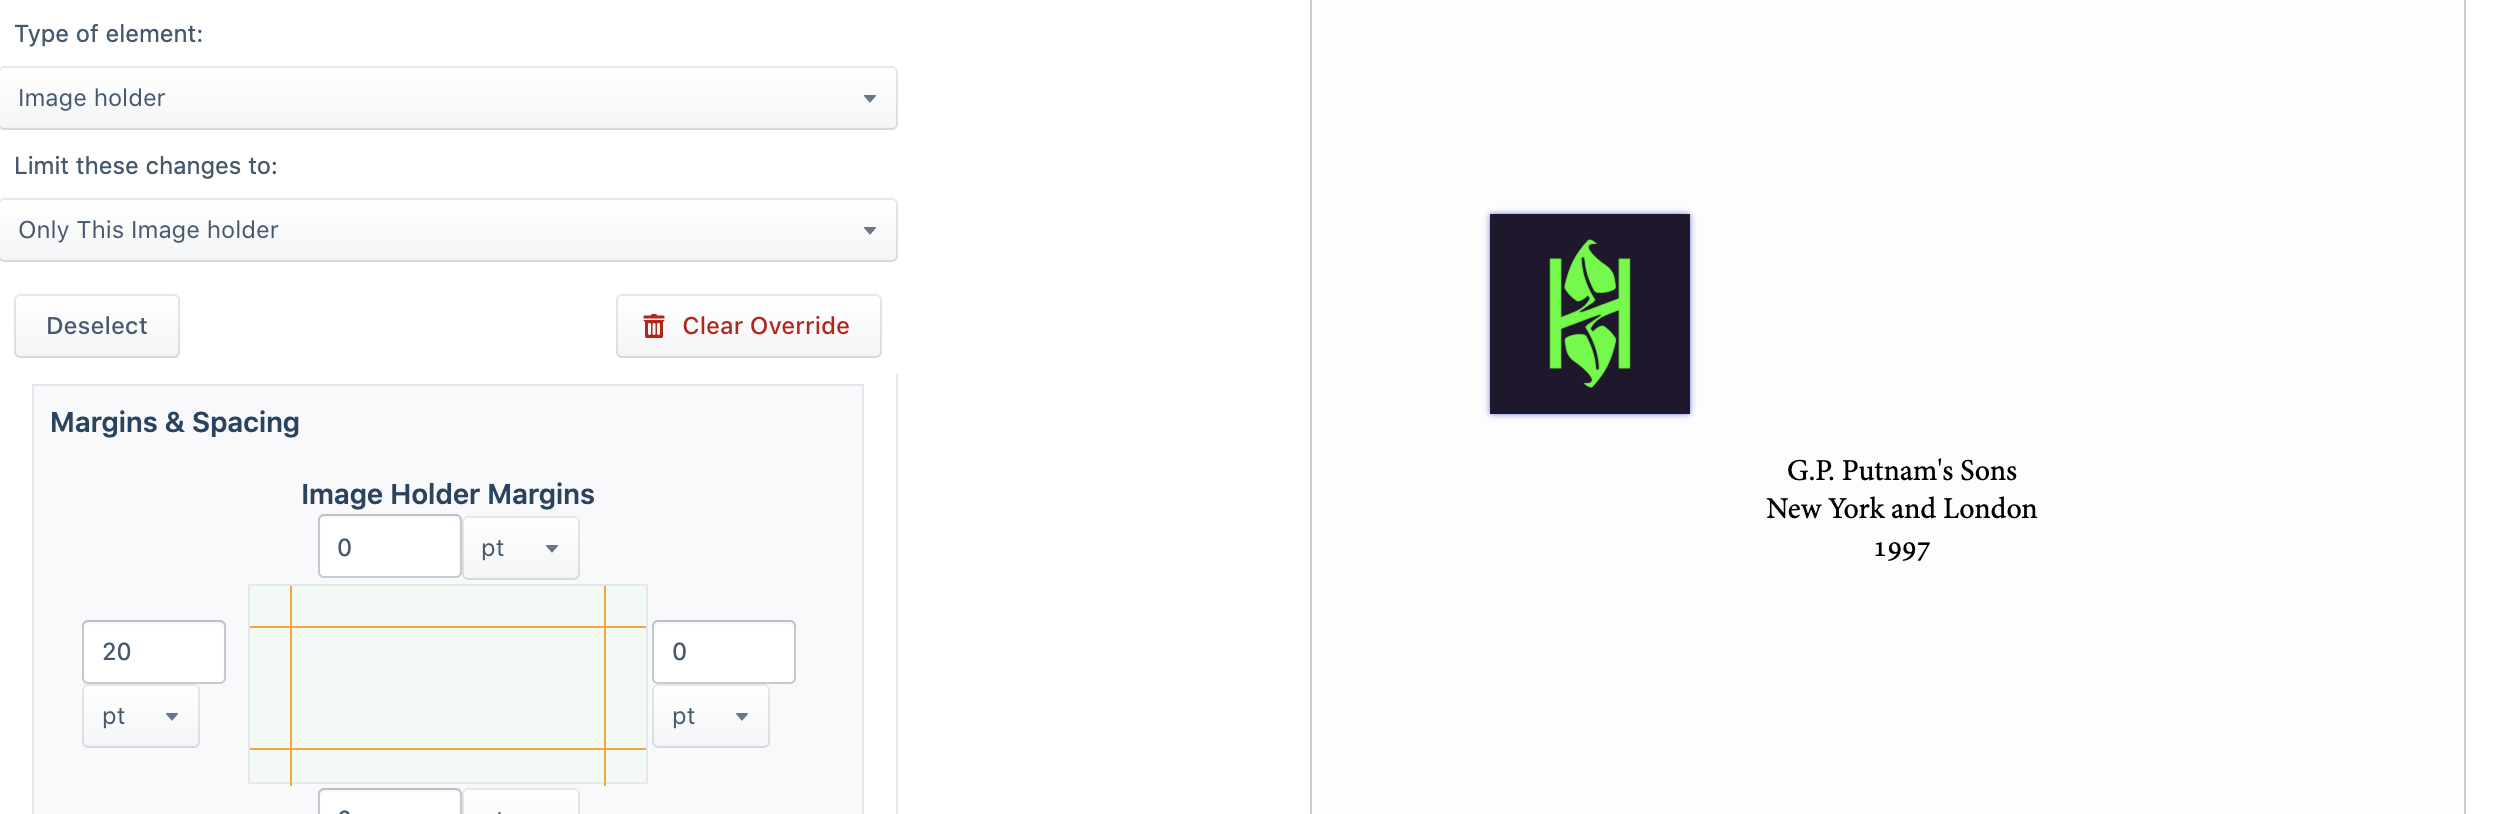 Type of element:
Image holder
Limit these changes to:
Only This Image holder
Deselect
Clear Override
Margins & Spacing
Image Holder Margins
0
pt
20
pt
0
pt
G.P. Putnam's Sons
New York and London
1997